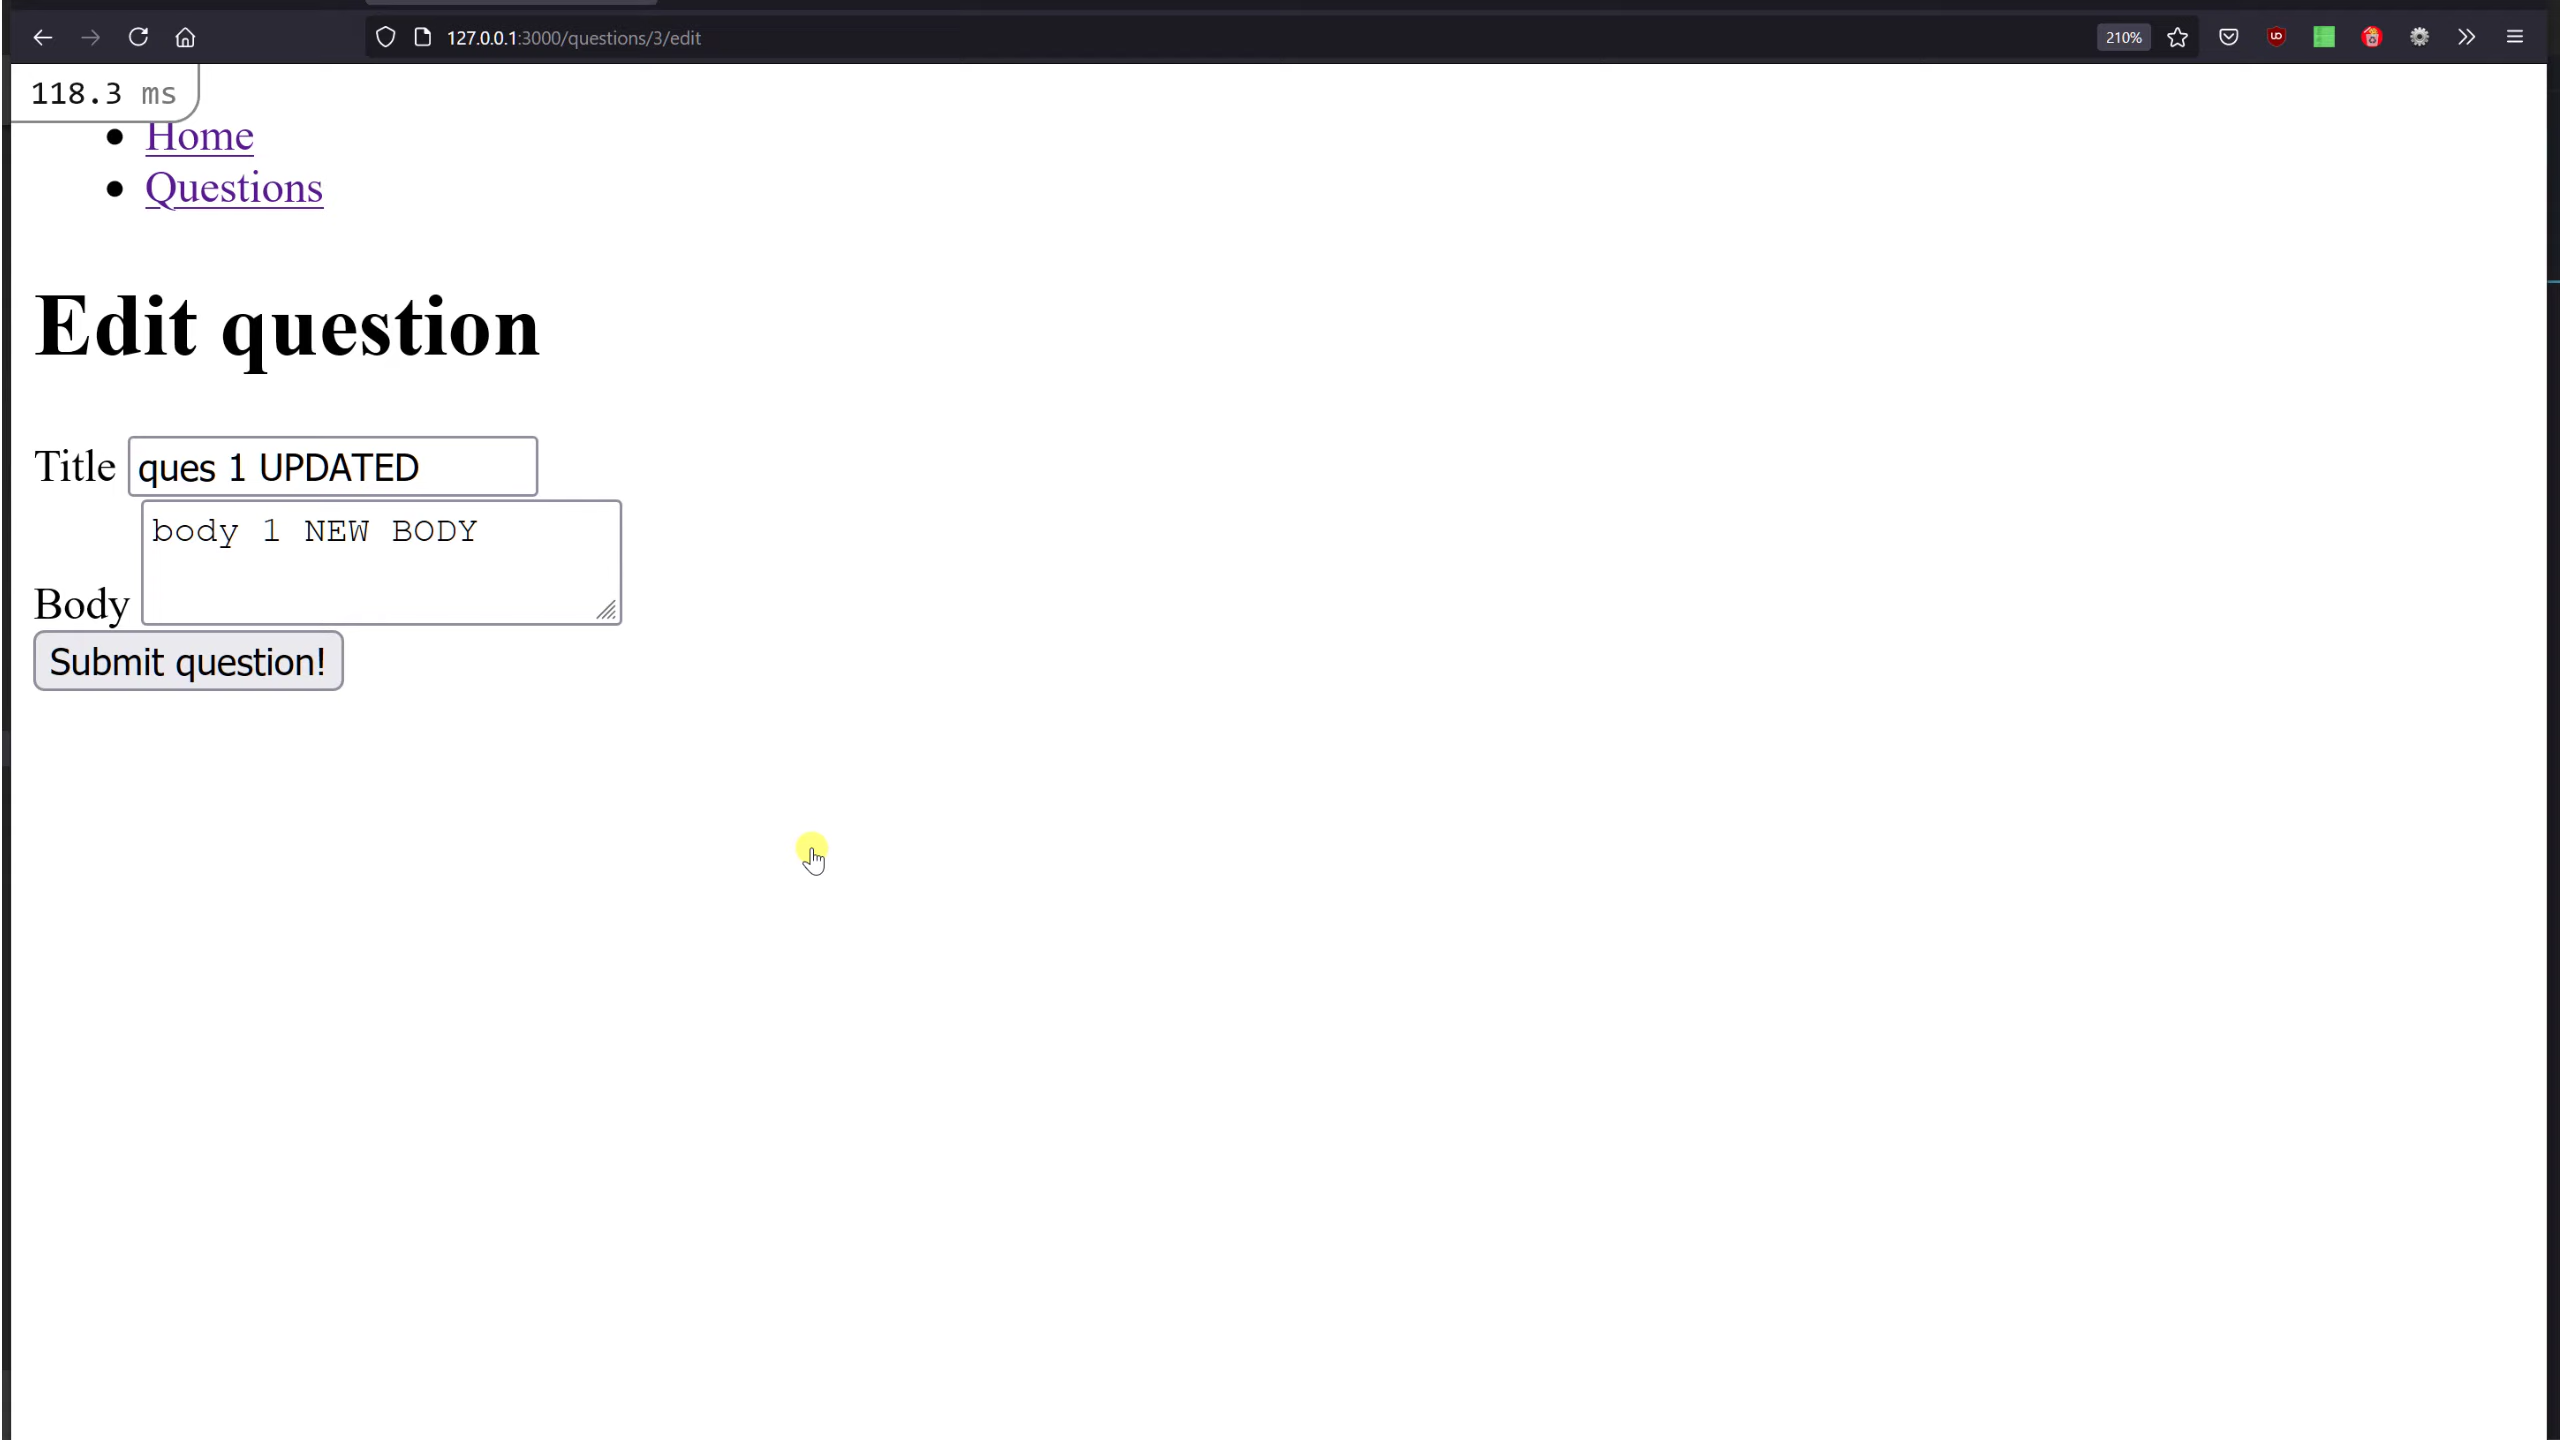 127.0.0.1:3000/questions/3/edit
210%
118.3 ms
Home
Questions
Edit question
Title ques 1 UPDATED
body 1 NEW BODY
Body
Submit question!